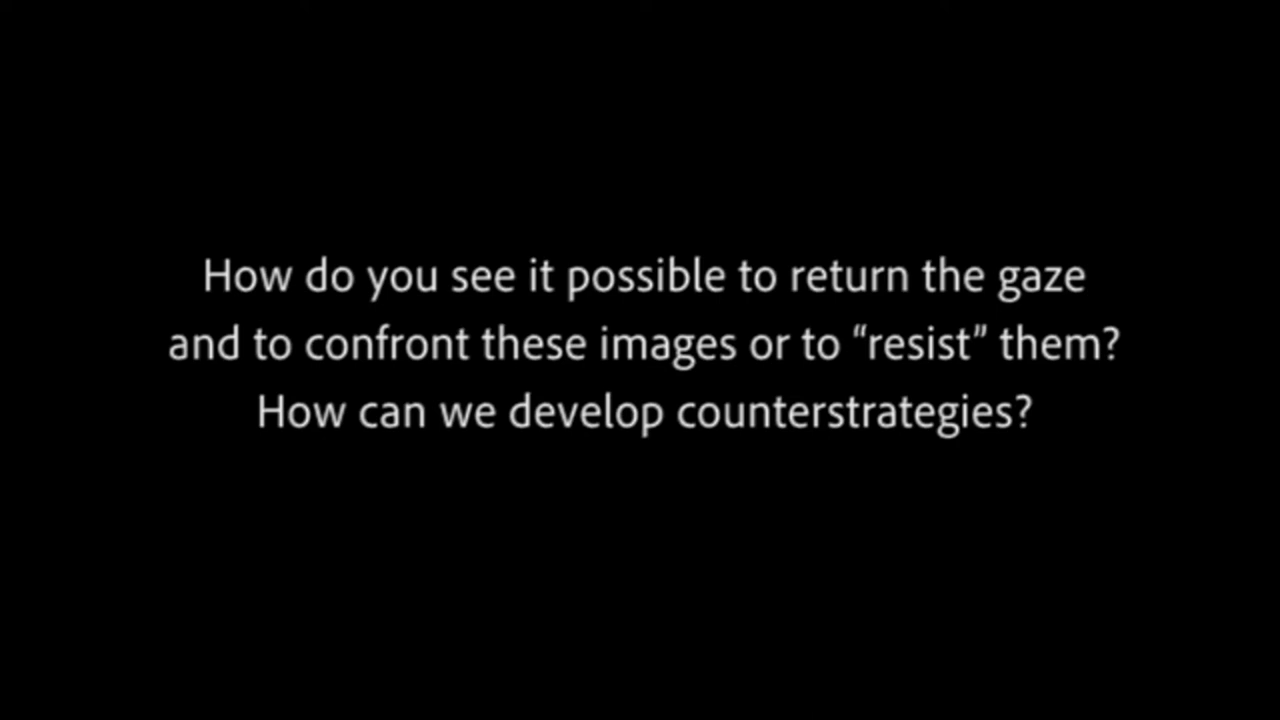 How do you see it possible to return the gaze
and to confront these images or to “resist” them?
How can we develop counterstrategies?